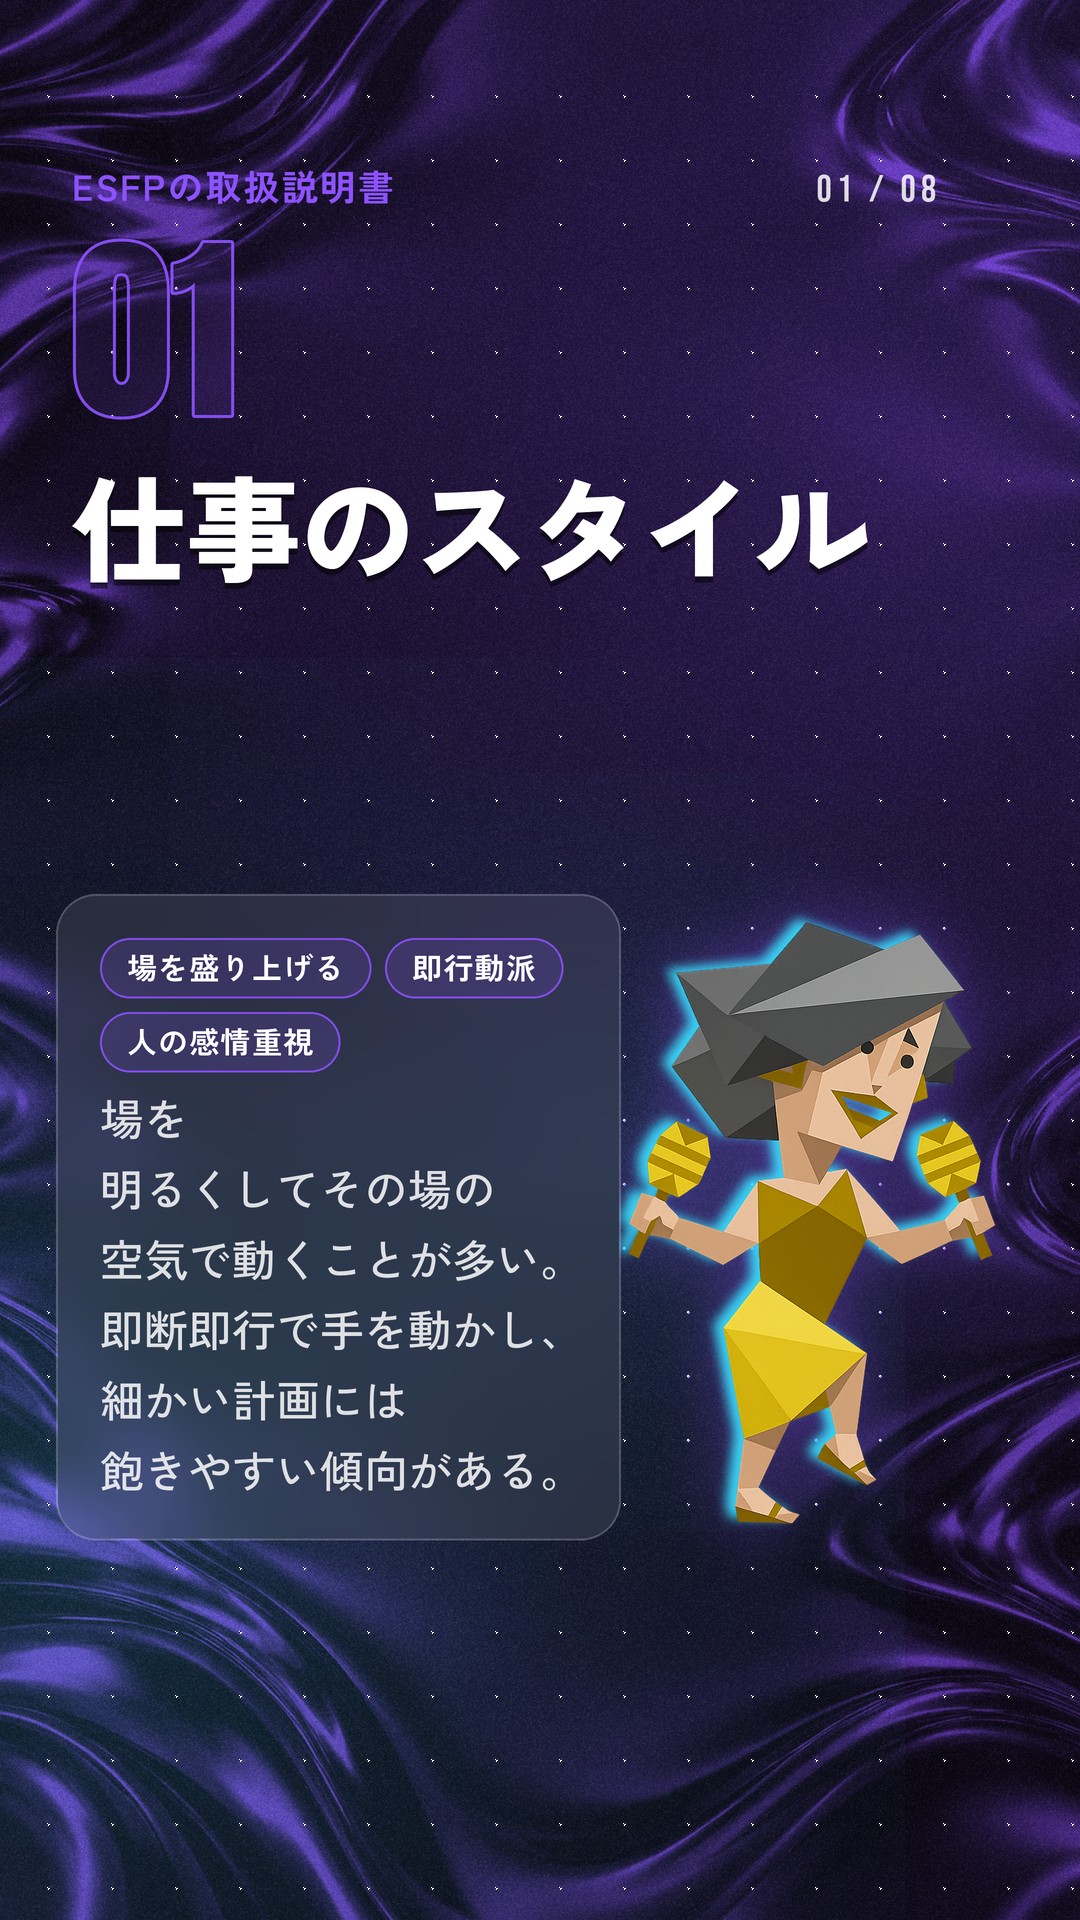 ESFPの取扱説明書
01 / 08
01
仕事のスタイル
場を盛り上げる
即行動派
人の感情重視
場を
明るくしてその場の
空気で動くことが多い。
即断即行で手を動かし、
細かい計画には
飽きやすい傾向がある。